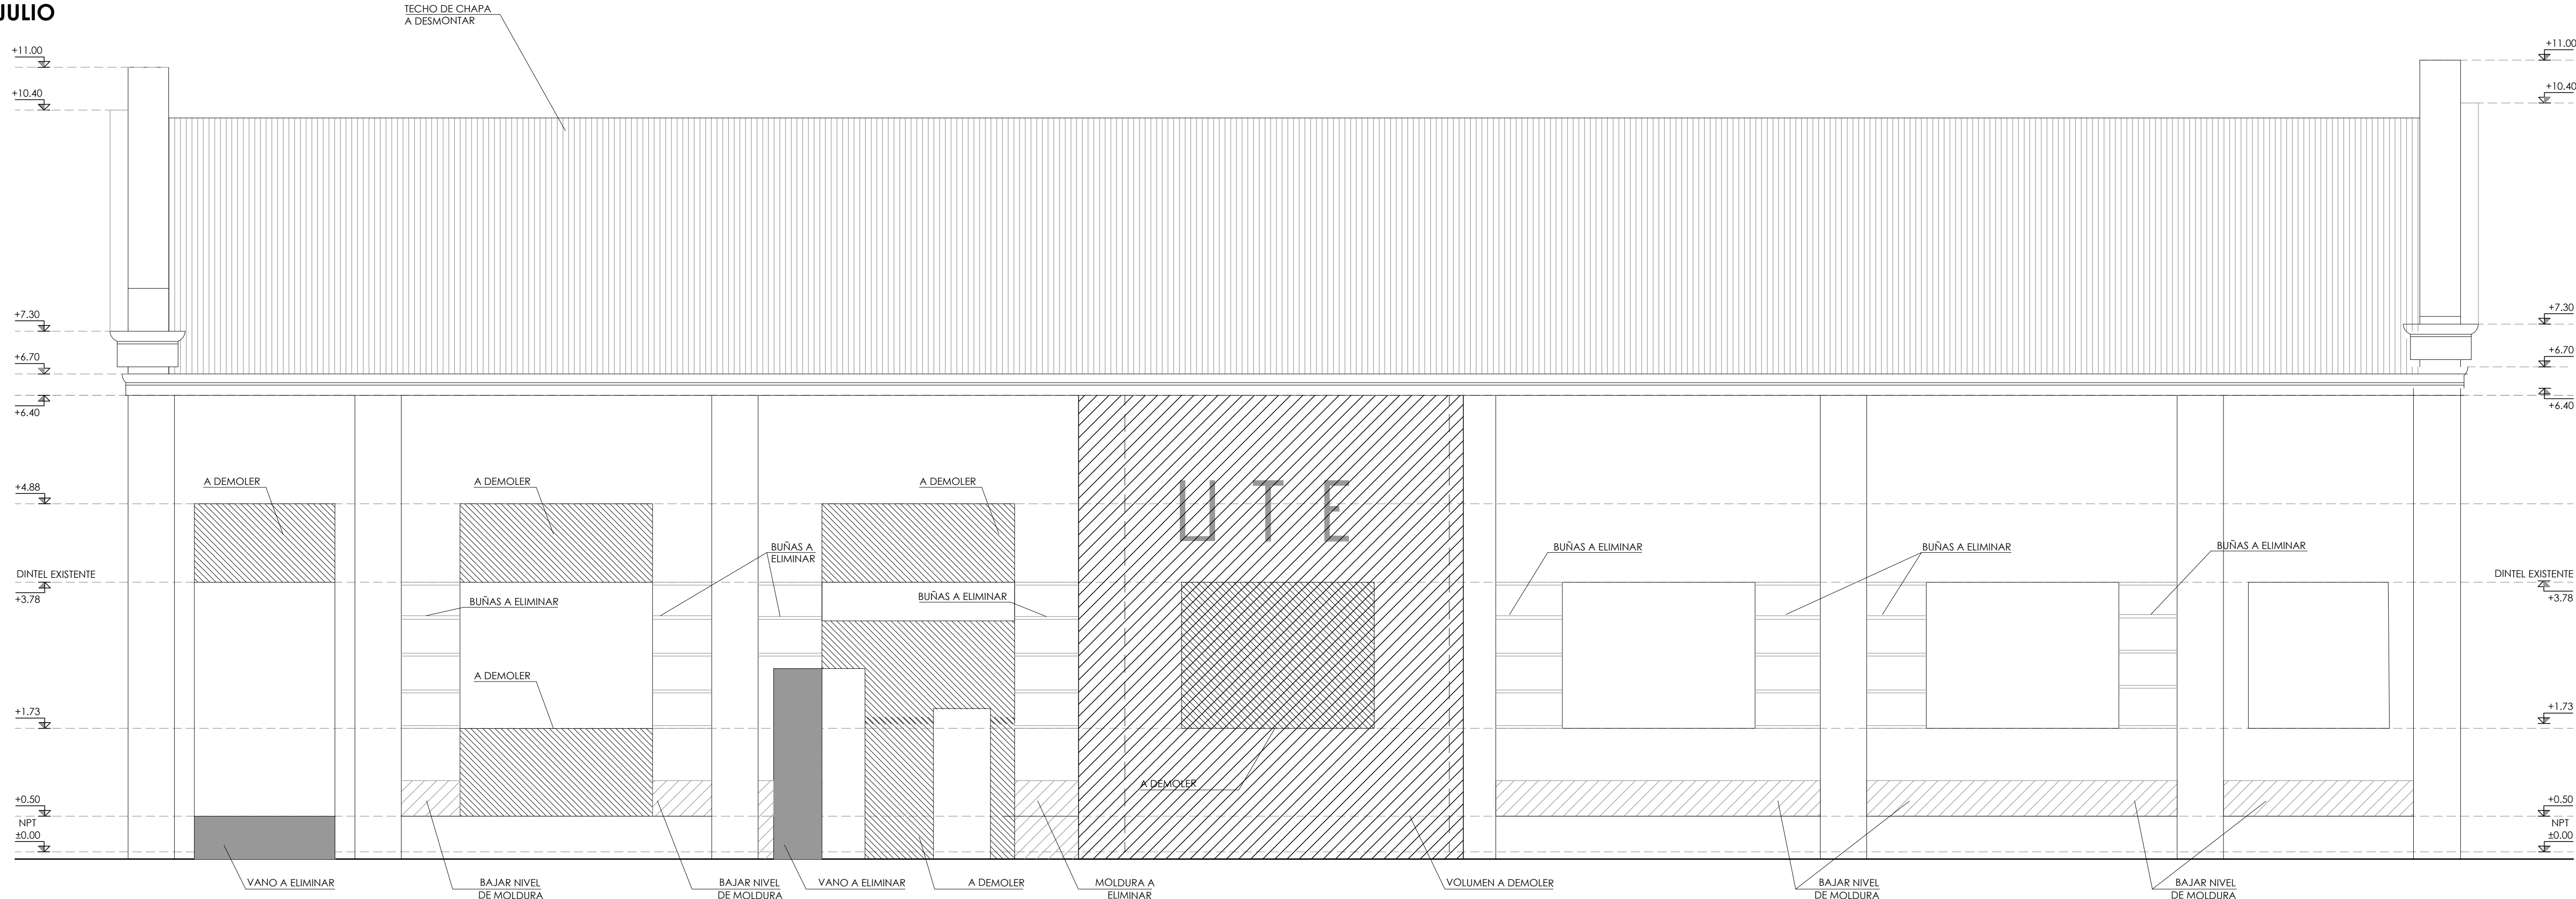 JULIO
TECHO DE CHAPA
A DESMONTAR
+11.00
+11.00
+10.40
+10.40
+7.30
+7.30
+6.70
+6.70
+6.40
+6.40
A DEMOLER
A DEMOLER
A DEMOLER
+4.88
UTE
BUÑAS A
ELIMINAR
BUÑAS A ELIMINAR
BUÑAS A ELIMINAR
BUÑAS A ELIMINAR
DINTEL EXISTENTE
+3.78
DINTEL EXISTENTE
+3.78
BUÑAS A ELIMINAR
BUÑAS A ELIMINAR
A DEMOLER
+1.73
+1.73
A DEMOLER
+0.50
+0.50
NPT
±0.00
NPT
±0.00
VANO A ELIMINAR
BAJAR NIVEL
DE MOLDURA
BAJAR NIVEL
DE MOLDURA
VANO A ELIMINAR
A DEMOLER
MOLDURA A
ELIMINAR
VOLUMEN A DEMOLER
BAJAR NIVEL
DE MOLDURA
BAJAR NIVEL
DE MOLDURA